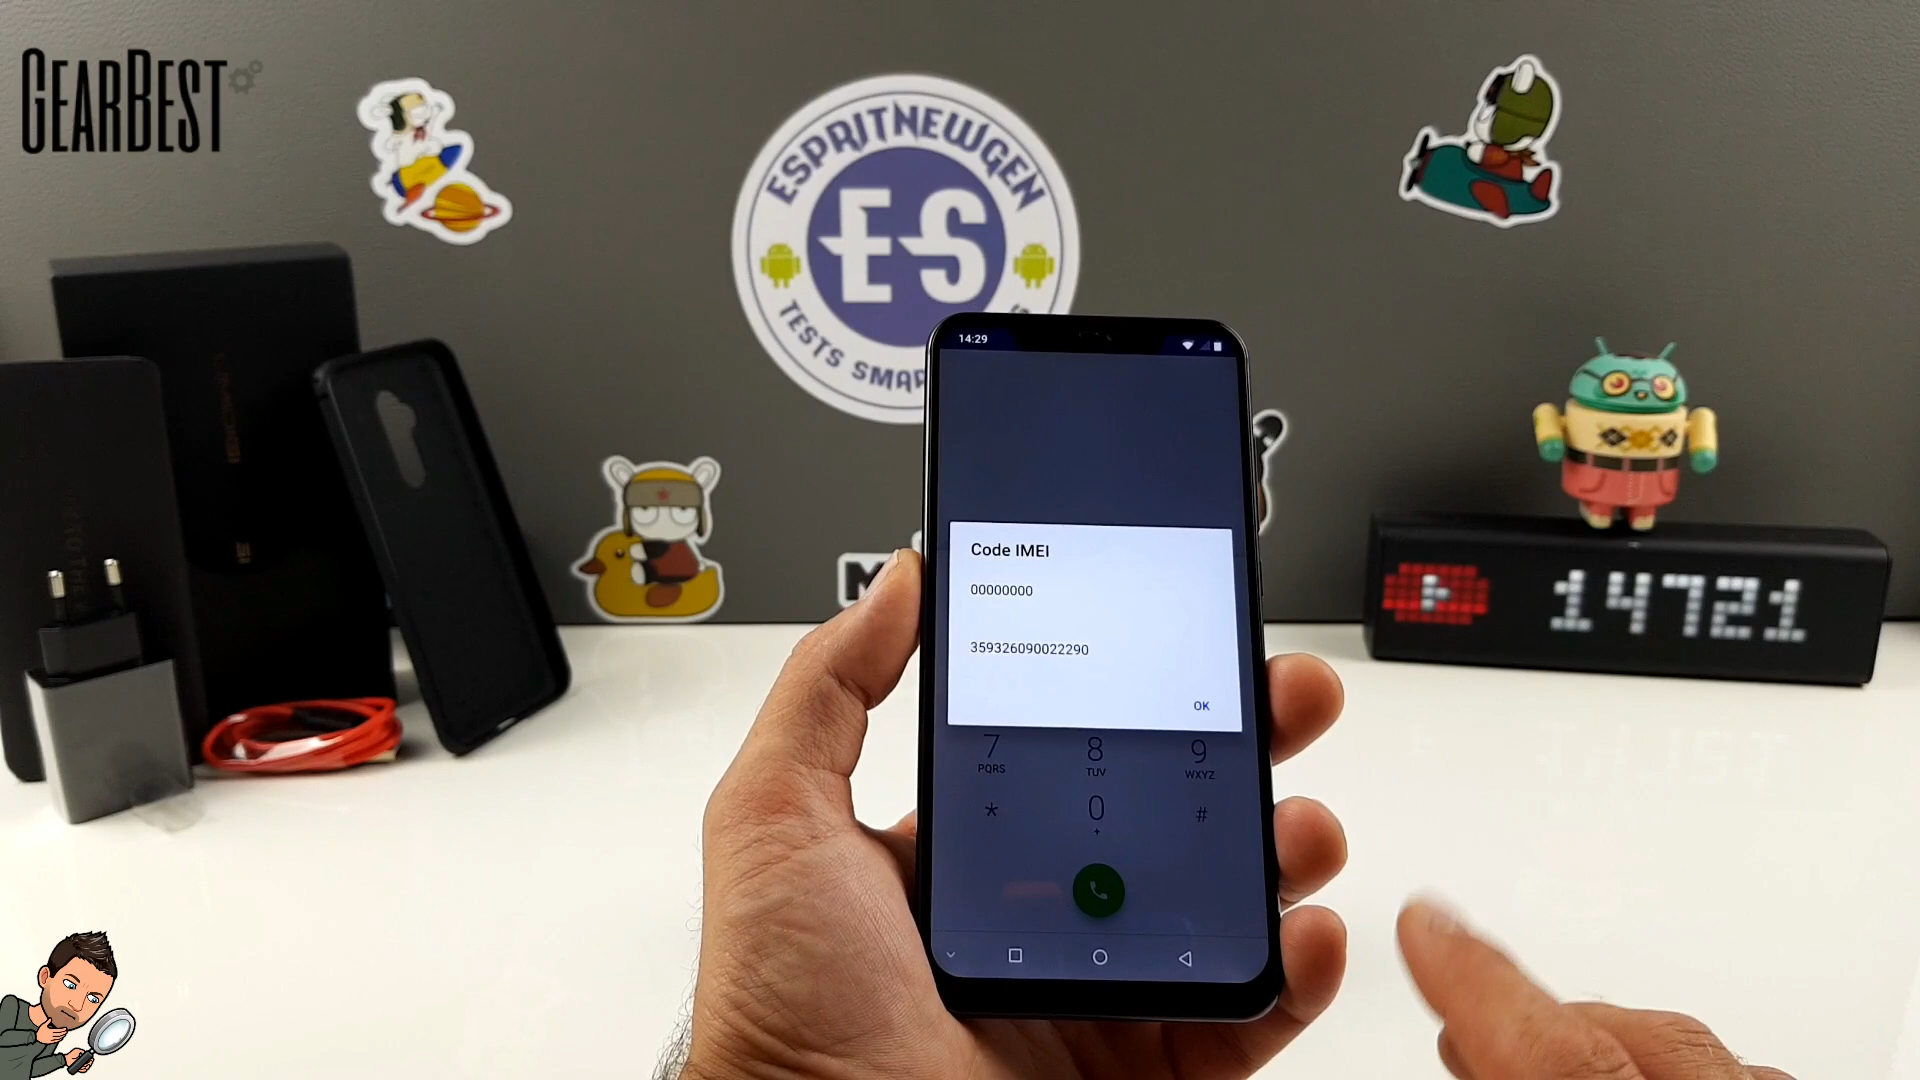 GEARBEST
ESPRITNEWGEN
ES
TESTS
14:29
Code IMEI
00000000
359326090022290
OK
7
PQRS
8
TUV
9
WXYZ
*
0
+
#
14721